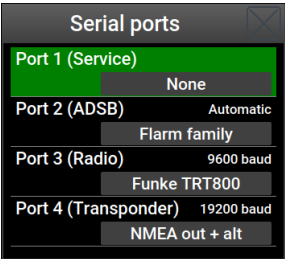 Serial ports
Port 1 (Service)
None
Port 2 (ADSB) Automatic
Flarm family
Port 3 (Radio) 9600 baud
Funke TRT800
Port 4 (Transponder) 19200 baud
NMEA out + alt